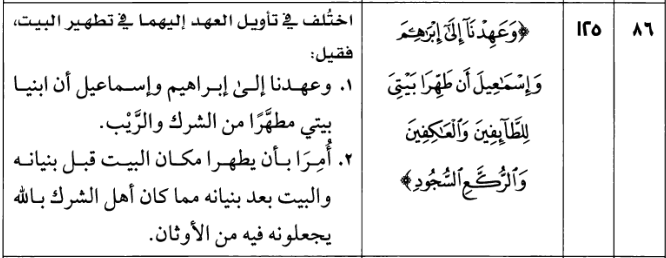 ٨٦
١٢٥
﴿وَعَهِدْنَآ إِلَىٰٓ إِبْرَٰهِـۧمَ
وَإِسْمَٰعِيلَ أَن طَهِّرَا بَيْتِىَ
لِلطَّآئِفِينَ وَٱلْعَٰكِفِينَ
وَٱلرُّكَّعِ ٱلسُّجُودِ﴾
اختُلف في تأويل العهد إليهما في تطهير البيت،
فقيل:
١. وعهدنا إلىٰ إبراهيم وإسماعيل أن ابنيا
بيتي مطهَّرًا من الشرك والرَّيْب.
٢. أُمِرَا بأن يطهرا مكان البيت قبل بنيانه
والبيت بعد بنيانه مما كان أهل الشرك بالله
يجعلونه فيه من الأوثان.